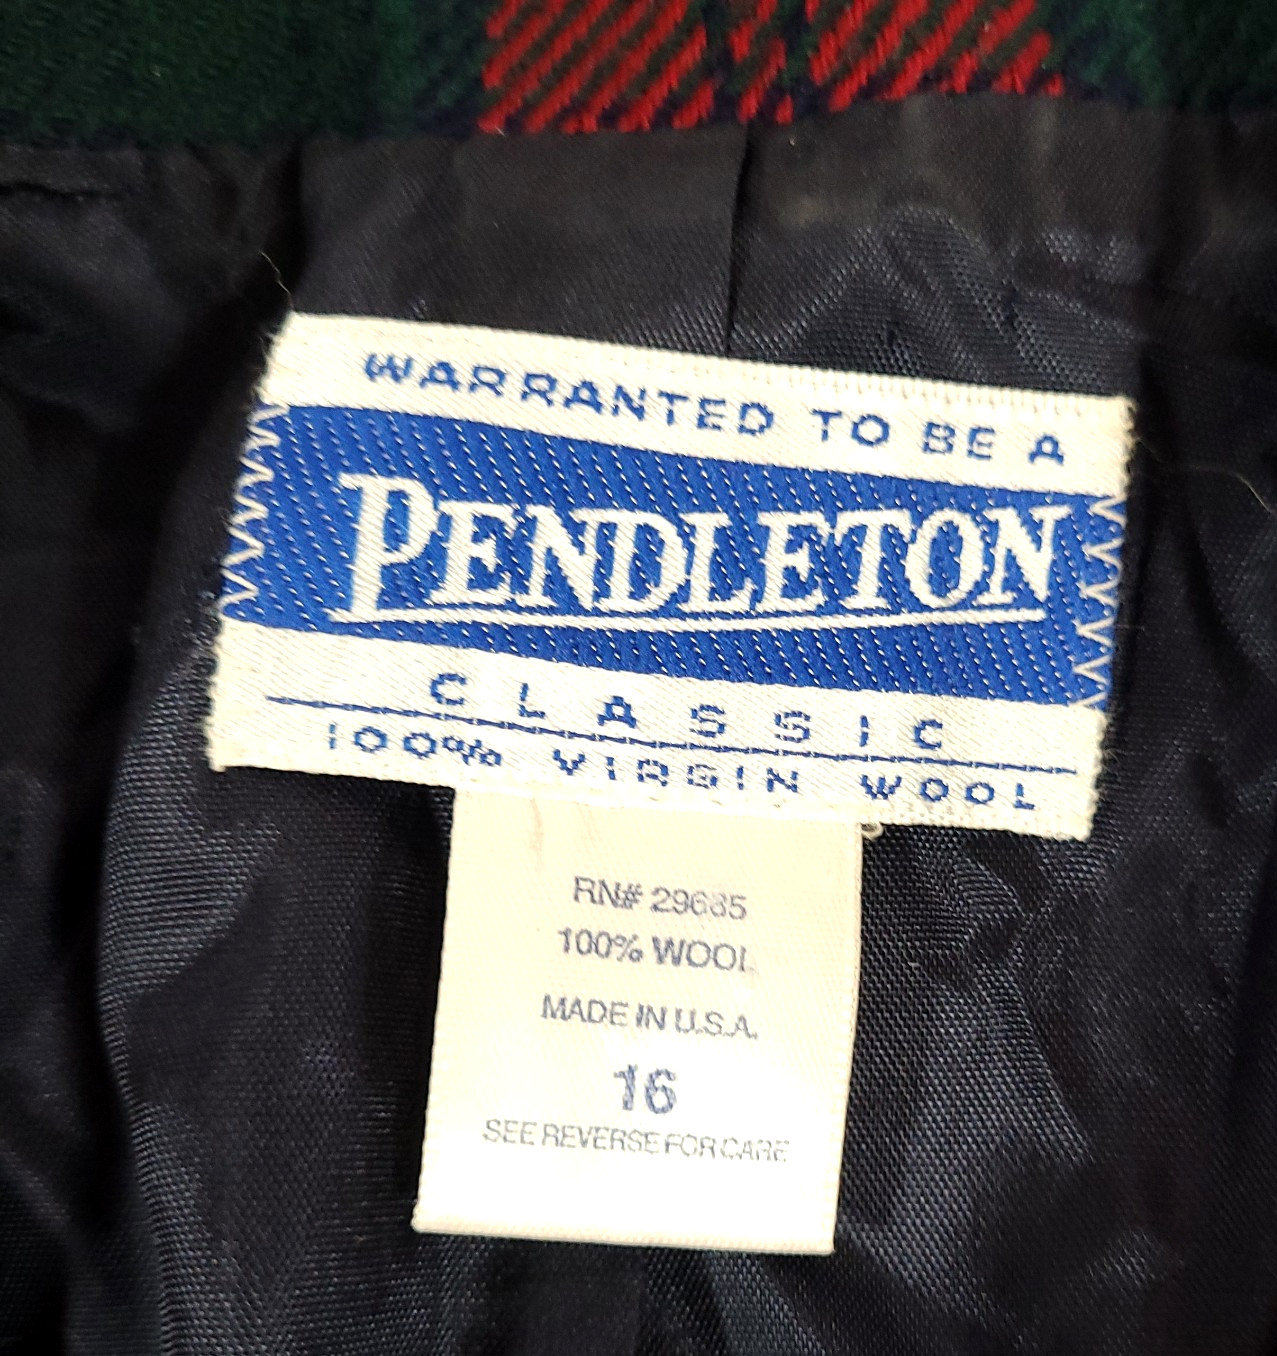 WARRANTED TO BE A
PENDLETON
CLASSIC
100% VIRGIN WOOL
RN# 29685
100% WOOL
MADE IN U.S.A.
16
SEE REVERSE FOR CARE